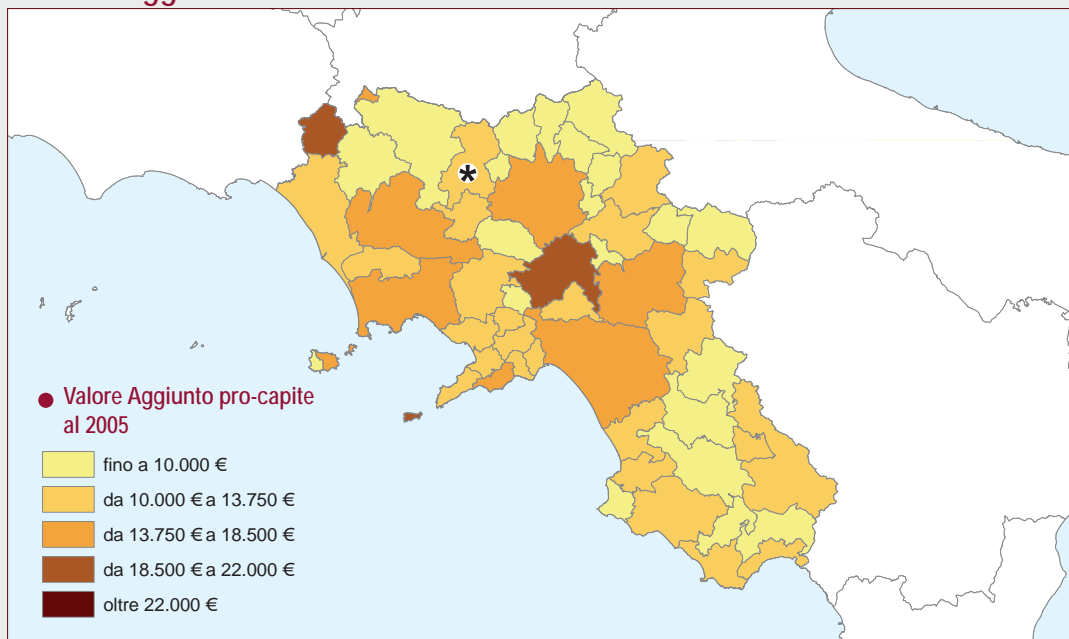 Valore Aggiunto pro-capite
al 2005
fino a 10.000 €
da 10.000 € a 13.750 €
da 13.750 € a 18.500 €
da 18.500 € a 22.000 €
oltre 22.000 €